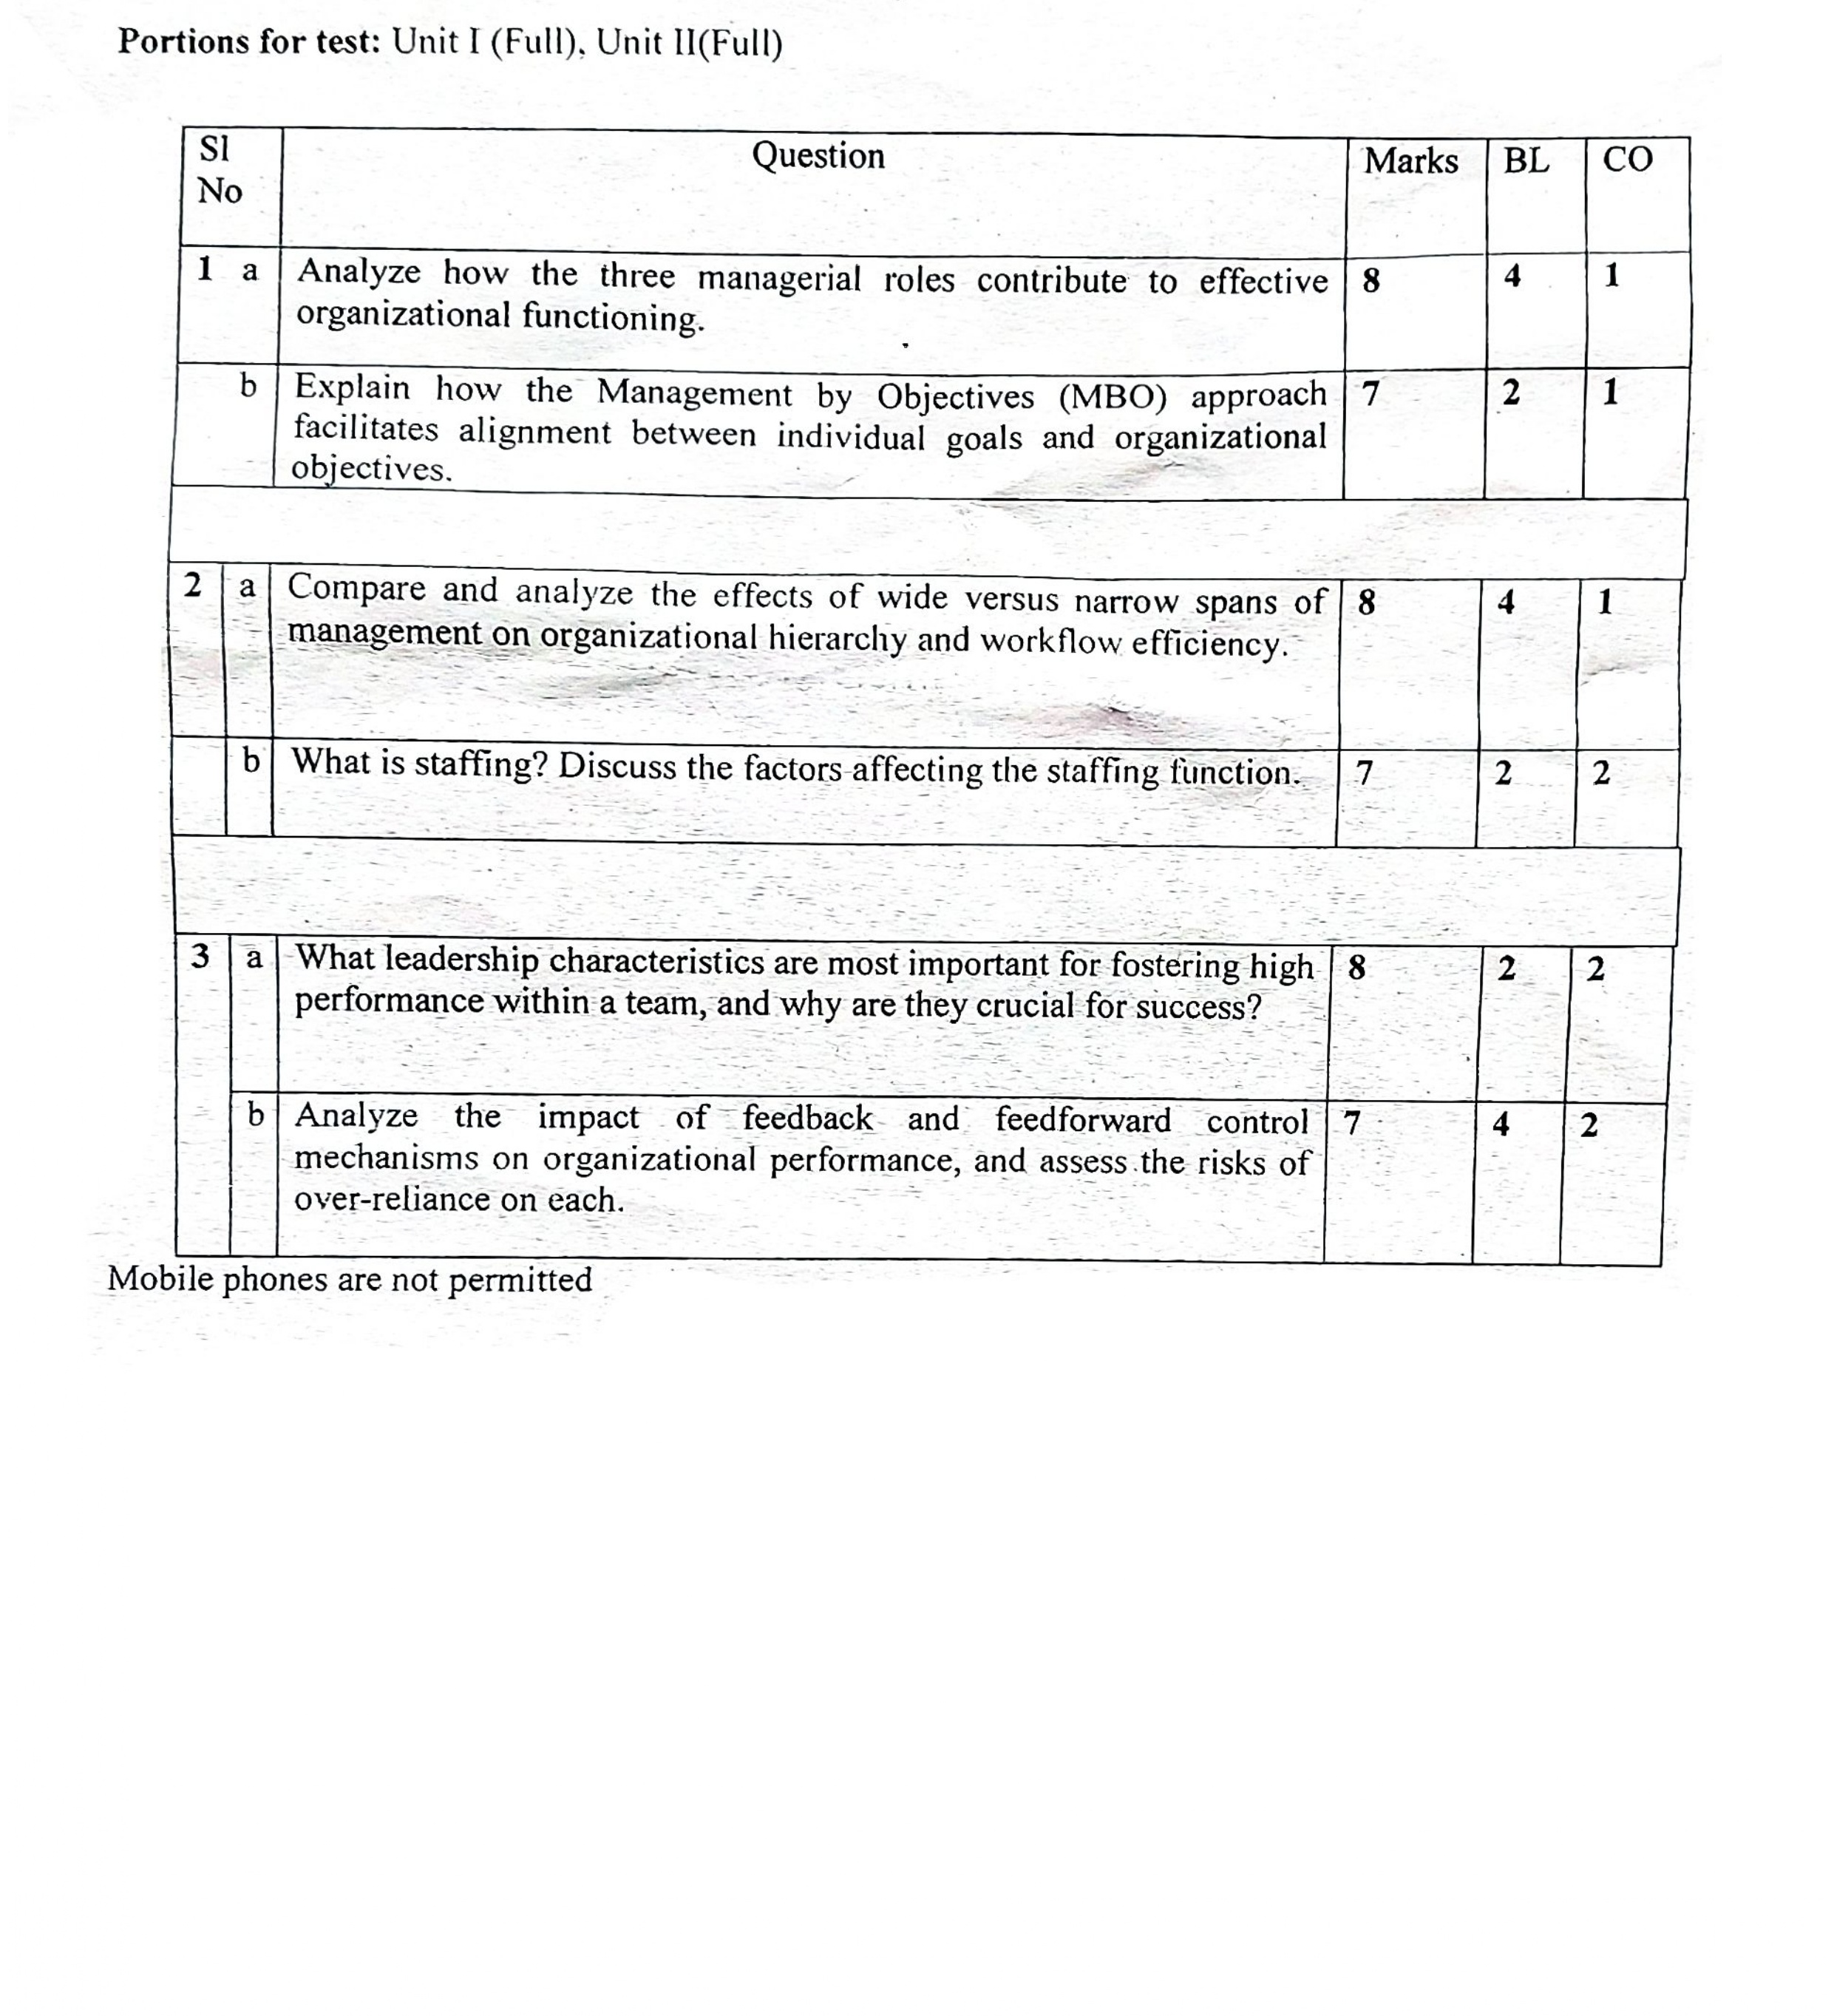 Portions for test: Unit I (Full), Unit II(Full)
Sl No Question Marks BL CO
1 a Analyze how the three managerial roles contribute to effective 8 4 1
organizational functioning.
b Explain how the Management by Objectives (MBO) approach 7 2 1
facilitates alignment between individual goals and organizational
objectives.
2 a Compare and analyze the effects of wide versus narrow spans of 8 4 1
management on organizational hierarchy and workflow efficiency.
b What is staffing? Discuss the factors affecting the staffing function. 7 2 2
3 a What leadership characteristics are most important for fostering high 8 2 2
performance within a team, and why are they crucial for success?
b Analyze the impact of feedback and feedforward control 7 4 2
mechanisms on organizational performance, and assess the risks of
over-reliance on each.
Mobile phones are not permitted